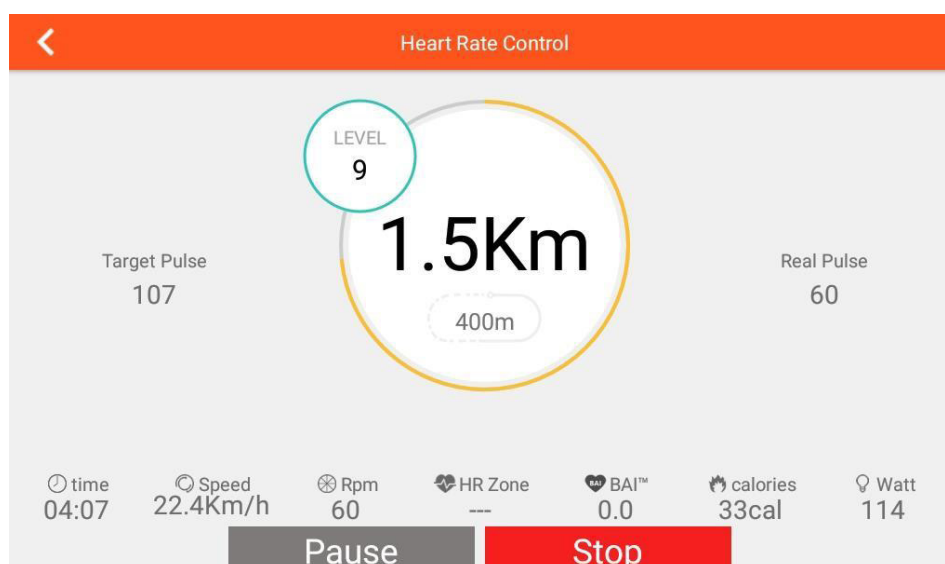 Heart Rate Control
LEVEL
9
1.5Km
400m
Target Pulse
107
Real Pulse
60
time
04:07
Speed
22.4Km/h
Rpm
60
HR Zone
---
BAI
BAI™
0.0
calories
33cal
Watt
114
Pause
Stop